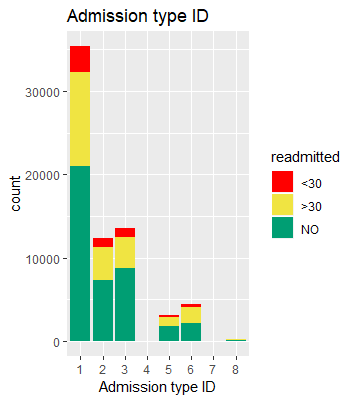 Admission type ID
30000
20000
10000
0
count
1 2 3 4 5 6 7 8
Admission type ID
readmitted
<30
>30
NO